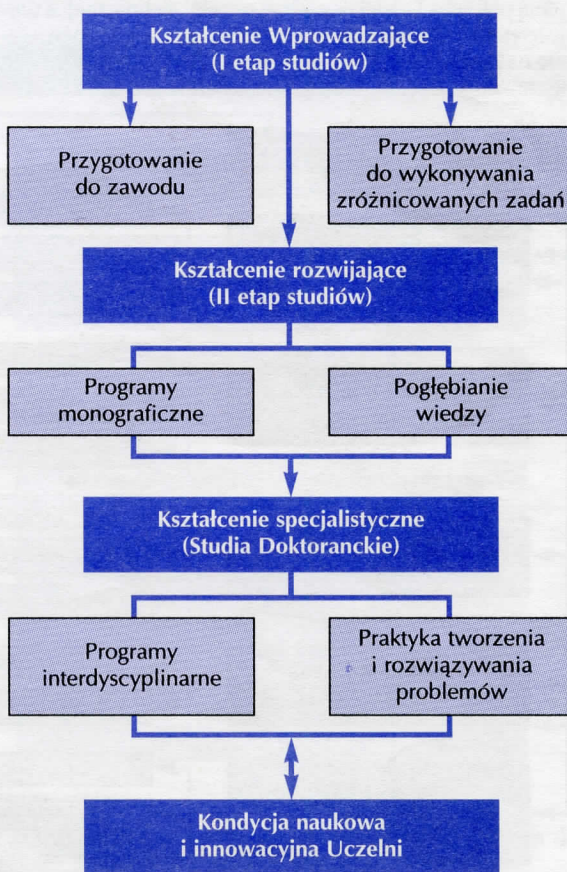 Kształcenie Wprowadzające
(I etap studiów)
Przygotowanie
do zawodu
Przygotowanie
do wykonywania
zróżnicowanych zadań
Kształcenie rozwijające
(II etap studiów)
Programy
monograficzne
Pogłębianie
wiedzy
Kształcenie specjalistyczne
(Studia Doktoranckie)
Programy
interdyscyplinarne
Praktyka tworzenia
i rozwiązywania
problemów
Kondycja naukowa
i innowacyjna Uczelni